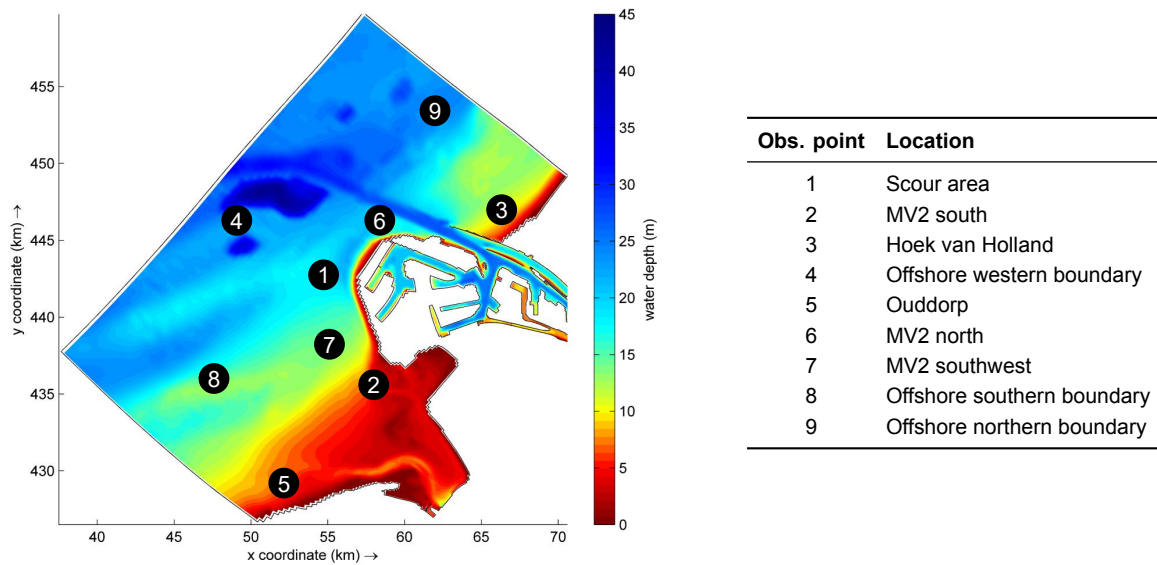 455
450
445
440
435
430
y coordinate (km) →
40
45
50
55
60
65
70
x coordinate (km) →
9
3
6
4
1
7
8
2
5
45
40
35
30
25
20
15
10
5
0
water depth (m)
Obs. point Location
1 Scour area
2 MV2 south
3 Hoek van Holland
4 Offshore western boundary
5 Ouddorp
6 MV2 north
7 MV2 southwest
8 Offshore southern boundary
9 Offshore northern boundary